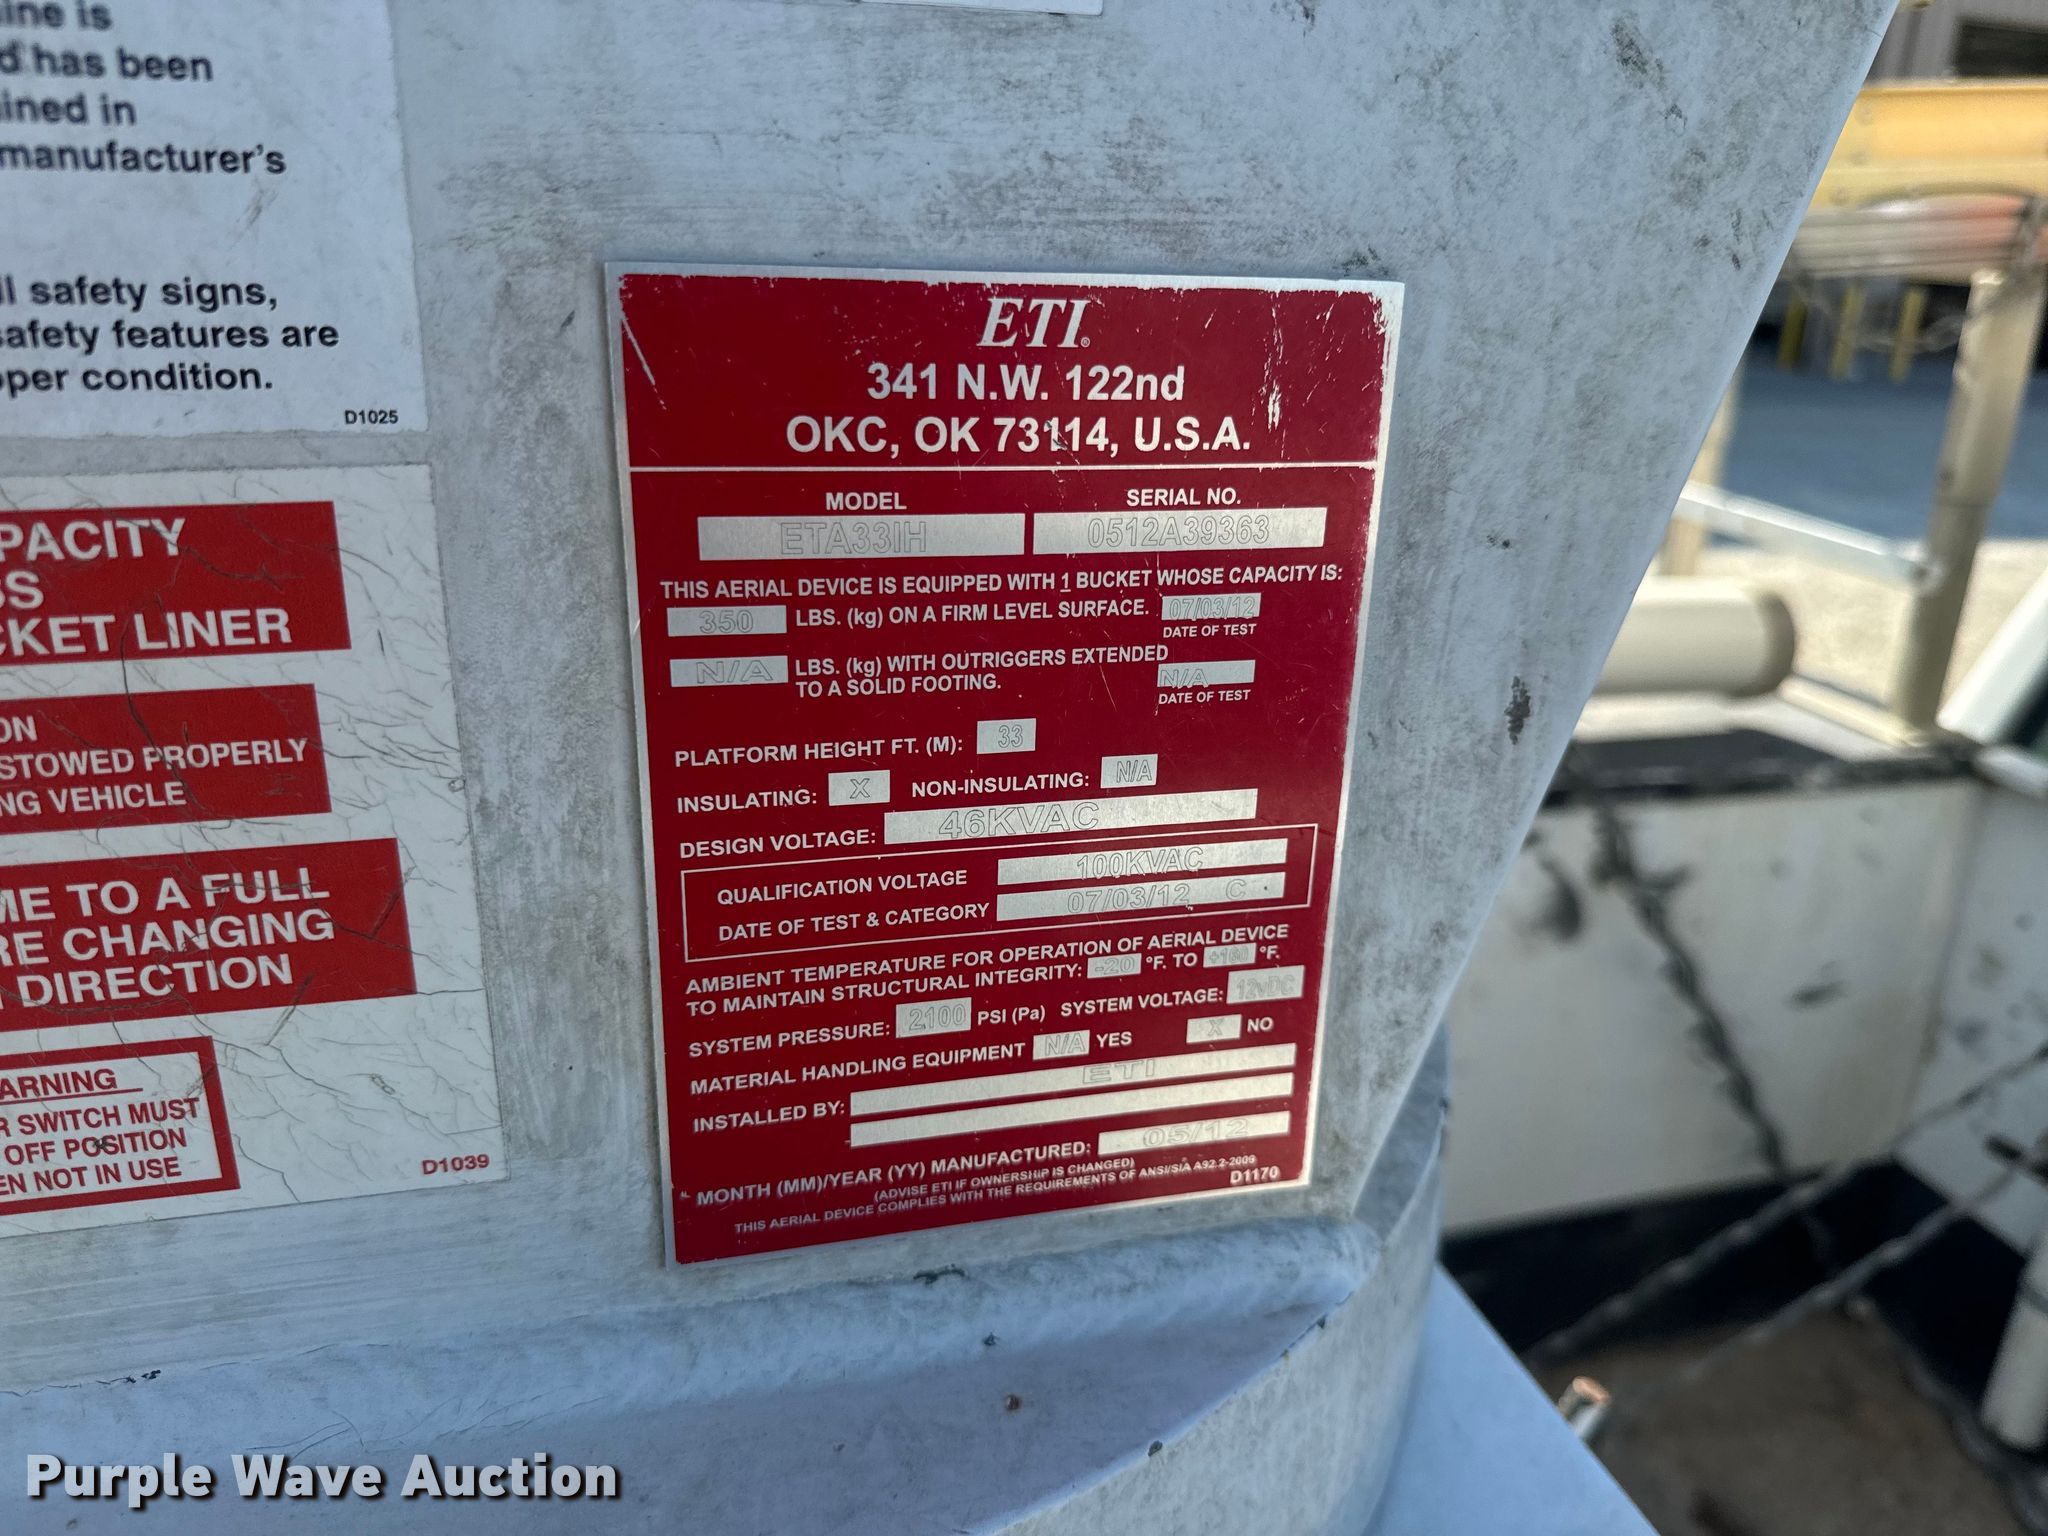 ine is
d has been
ined in
manufacturer's
ll safety signs,
safety features are
oper condition.
D1025
PACITY
BS
CKET LINER
ON
STOWED PROPERLY
NG VEHICLE
ME TO A FULL
RE CHANGING
DIRECTION
ARNING
R SWITCH MUST
OFF POSITION
EN NOT IN USE
D1039
ETI®
341 N.W. 122nd
OKC, OK 73114, U.S.A.
MODEL SERIAL NO.
ETA33IH 0512A39363
THIS AERIAL DEVICE IS EQUIPPED WITH 1 BUCKET WHOSE CAPACITY IS:
350 LBS. (kg) ON A FIRM LEVEL SURFACE. 07/03/12
DATE OF TEST
N/A LBS. (kg) WITH OUTRIGGERS EXTENDED
TO A SOLID FOOTING. N/A
DATE OF TEST
PLATFORM HEIGHT FT. (M): 33
INSULATING: X NON-INSULATING: N/A
DESIGN VOLTAGE: 46KVAC
QUALIFICATION VOLTAGE 100KVAC
DATE OF TEST & CATEGORY 07/03/12 C
AMBIENT TEMPERATURE FOR OPERATION OF AERIAL DEVICE
TO MAINTAIN STRUCTURAL INTEGRITY: -20 °F. TO +160 °F.
SYSTEM PRESSURE: 2100 PSI (Pa) SYSTEM VOLTAGE: 12vDC
MATERIAL HANDLING EQUIPMENT N/A YES X NO
INSTALLED BY: ETI
MONTH (MM)/YEAR (YY) MANUFACTURED: 05/12
(ADVISE ETI IF OWNERSHIP IS CHANGED)
THIS AERIAL DEVICE COMPLIES WITH THE REQUIREMENTS OF ANSI/SIA A92.2-2009
D1170
Purple Wave Auction